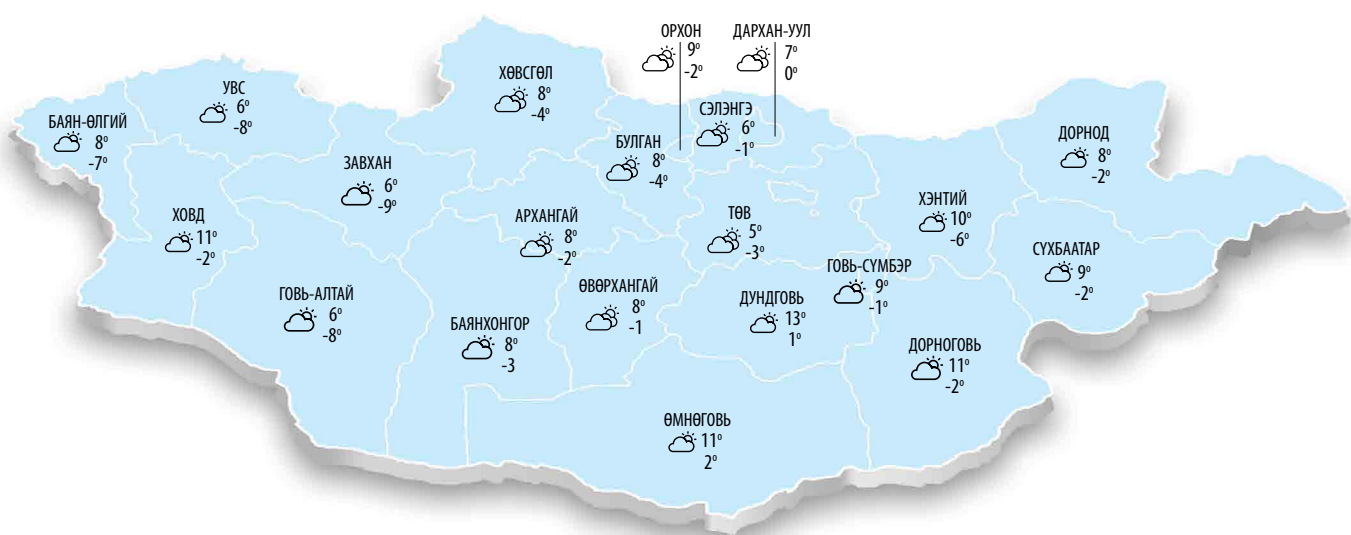 ОРХОН
9°
-2°
ДАРХАН-УУЛ
7°
0°
ХӨВСГӨЛ
8°
-4°
УВС
6°
-8°
БАЯН-ӨЛГИЙ
8°
-7°
СЭЛЭНГЭ
6°
-1°
БУЛГАН
8°
-4°
ДОРНОД
8°
-2°
ЗАВХАН
6°
-9°
ХОВД
11°
-2°
АРХАНГАЙ
8°
-2°
ТӨВ
5°
-3°
ХЭНТИЙ
10°
-6°
СҮХБААТАР
9°
-2°
ГОВЬ-СҮМБЭР
9°
-1°
ГОВЬ-АЛТАЙ
6°
-8°
ӨВӨРХАНГАЙ
8°
-1
ДУНДГОВЬ
13°
1°
БАЯНХОНГОР
8°
-3
ДОРНОГОВЬ
11°
-2°
ӨМНӨГОВЬ
11°
2°